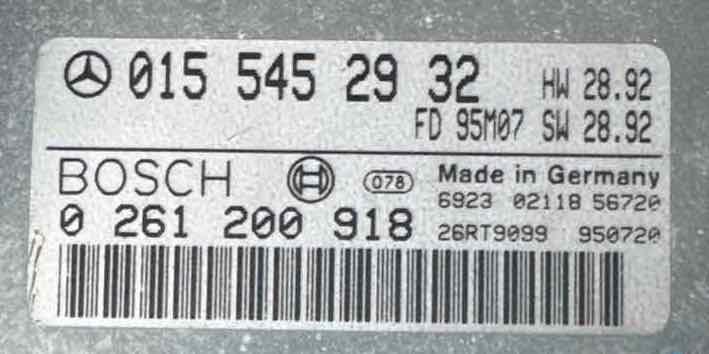 015 545 29 32 HW 28.92
FD 95M07 SW 28.92
BOSCH 078 Made in Germany
6923 02118 56720
0 261 200 918 26RT9099 950720